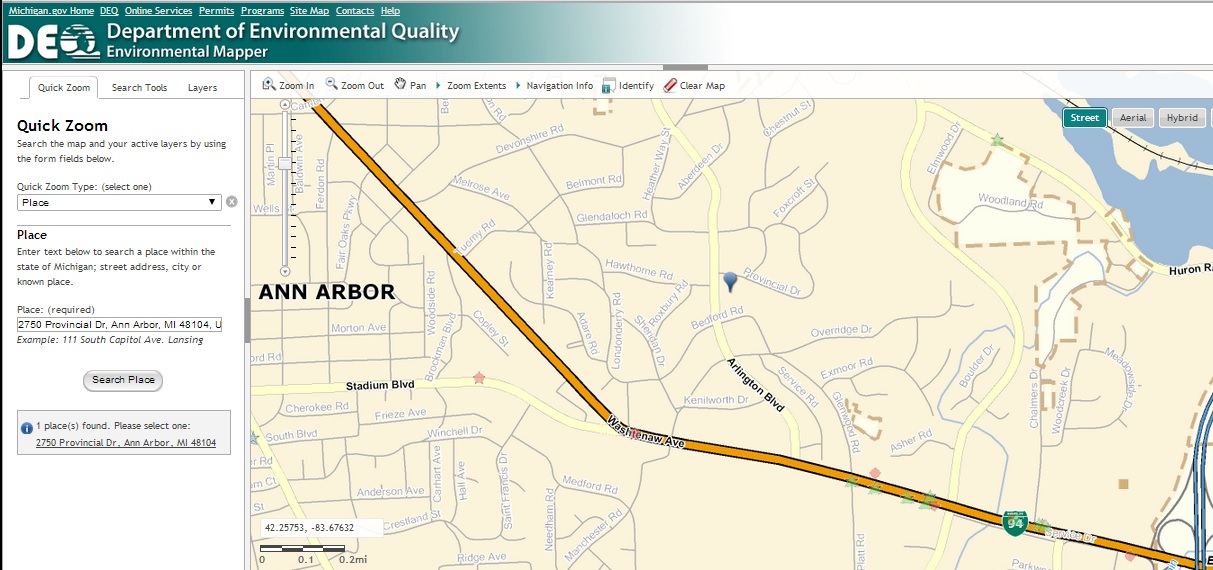 Michigan.gov Home DEQ Online Services Permits Programs Site Map Contacts Help
DEQ Department of Environmental Quality
Environmental Mapper
Quick Zoom Search Tools Layers
Zoom In Zoom Out Pan Zoom Extents Navigation Info Identify Clear Map
Street Aerial Hybrid
Quick Zoom
Search the map and your active layers by using
the form fields below.
Quick Zoom Type: (select one)
Place
Place
Enter text below to search a place within the
state of Michigan; street address, city or
known place.
Place: (required)
2750 Provincial Dr, Ann Arbor, MI 48104, U
Example: 111 South Capitol Ave. Lansing
Search Place
1 place(s) found. Please select one:
2750 Provincial Dr, Ann Arbor, MI 48104
Devonshire Rd
Chestnut St
Martin Pl
Baldwin Ave
Ferdon Rd
Heather Way St
Aberdeen Dr
Elmwood Dr
Melrose Ave
Belmont Rd
Foxcroft St
Woodland Rd
Wells
Fair Oaks Pkwy
Glendaloch Rd
Tuomy Rd
Kearney Rd
Hawthorne Rd
Provincial Dr
Huron R
ANN ARBOR
Woodside Rd
Roxbury Rd
Londonderry Rd
Sheridan Dr
Bedford Rd
Adare Rd
Morton Ave
Brockman Blvd
Copley St
Overridge Dr
ord Rd
Arlington Blvd
Service Rd
Exmoor Rd
Boulder Dr
Meadowside Dr
Stadium Blvd
Chalmers Dr
Woodcreek Dr
Cherokee Rd
Frieze Ave
Kenilworth Dr
Glenwood Rd
South Blvd
Winchell Dr
Washtenaw Ave
Asher Rd
er Rd
Carhart Ave
Hall Ave
Saint Francis Dr
m Ct
Anderson Ave
Medford Rd
Needham Rd
Manchester Rd
Crestland St
94
Service Dr
42.25753, -83.67632
Platt Rd
0 0.1 0.2mi
Ridge Ave
Parkwo